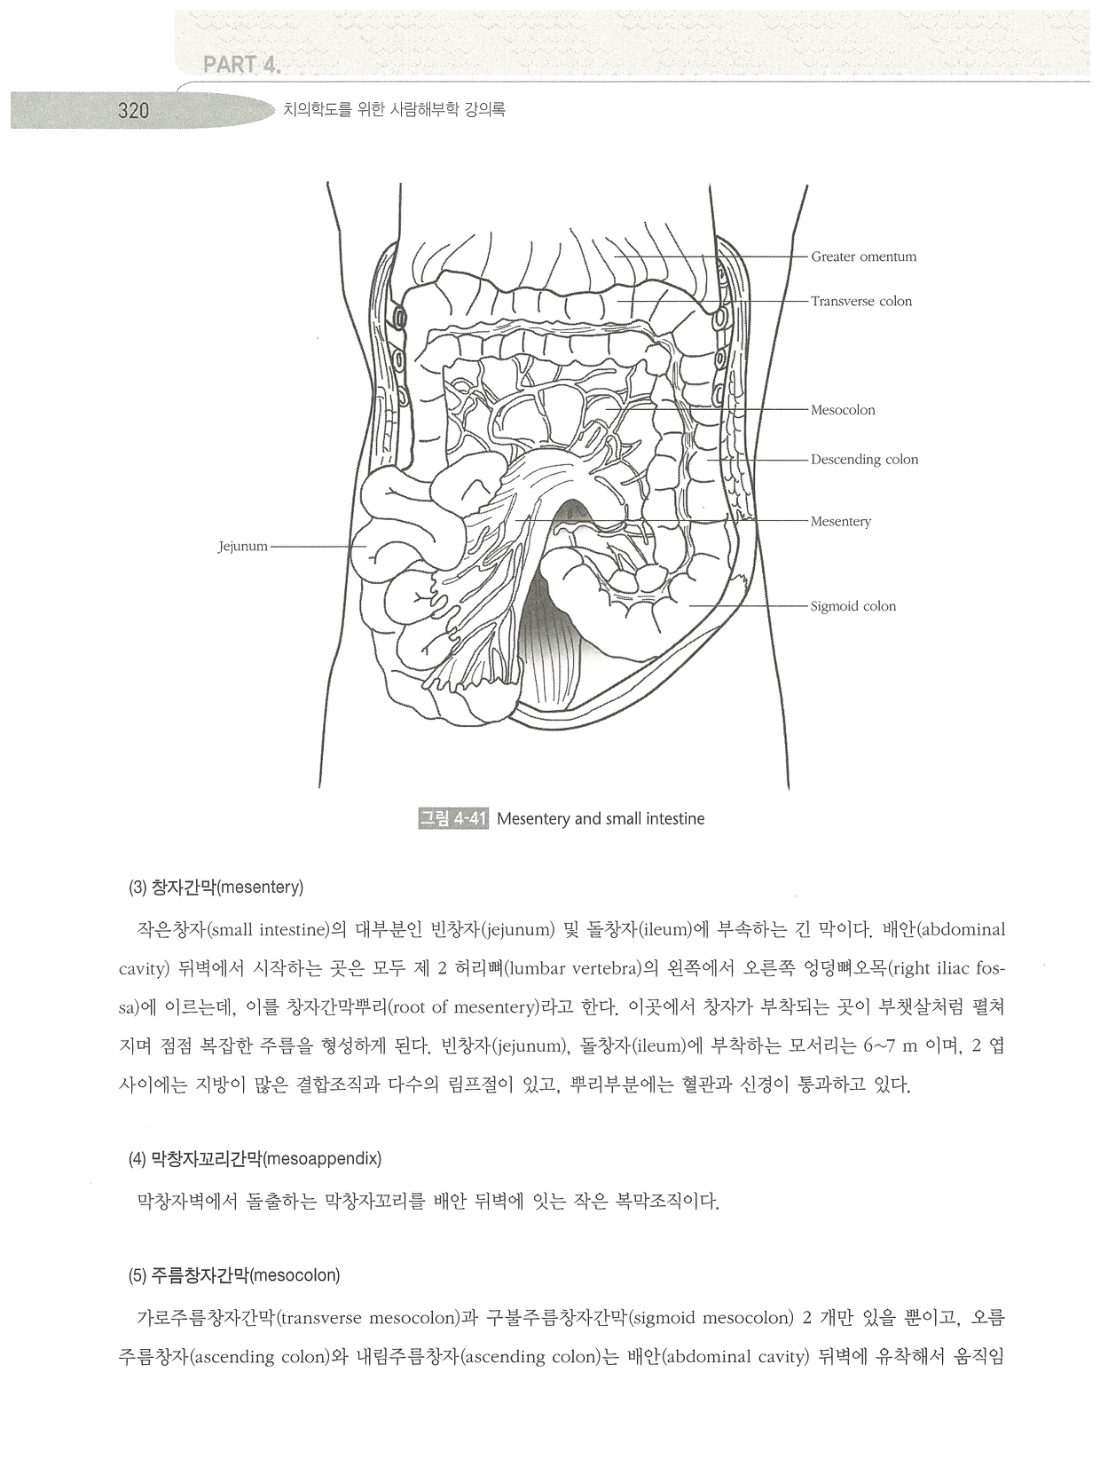 PART 4.
320
치의학도를 위한 사람해부학 강의록
Greater omentum
Transverse colon
Mesocolon
Descending colon
Mesentery
Jejunum
Sigmoid colon
그림 4-41 Mesentery and small intestine
(3) 창자간막(mesentery)
작은창자(small intestine)의 대부분인 빈창자(jejunum) 및 돌창자(ileum)에 부속하는 긴 막이다. 배안(abdominal
cavity) 뒤벽에서 시작하는 곳은 모두 제 2 허리뼈(lumbar vertebra)의 왼쪽에서 오른쪽 엉덩뼈오목(right iliac fos-
sa)에 이르는데, 이를 창자간막뿌리(root of mesentery)라고 한다. 이곳에서 창자가 부착되는 곳이 부챗살처럼 펼쳐
지며 점점 복잡한 주름을 형성하게 된다. 빈창자(jejunum), 돌창자(ileum)에 부착하는 모서리는 6~7 m 이며, 2 엽
사이에는 지방이 많은 결합조직과 다수의 림프절이 있고, 뿌리부분에는 혈관과 신경이 통과하고 있다.
(4) 막창자꼬리간막(mesoappendix)
막창자벽에서 돌출하는 막창자꼬리를 배안 뒤벽에 잇는 작은 복막조직이다.
(5) 주름창자간막(mesocolon)
가로주름창자간막(transverse mesocolon)과 구불주름창자간막(sigmoid mesocolon) 2 개만 있을 뿐이고, 오름
주름창자(ascending colon)와 내림주름창자(ascending colon)는 배안(abdominal cavity) 뒤벽에 유착해서 움직임